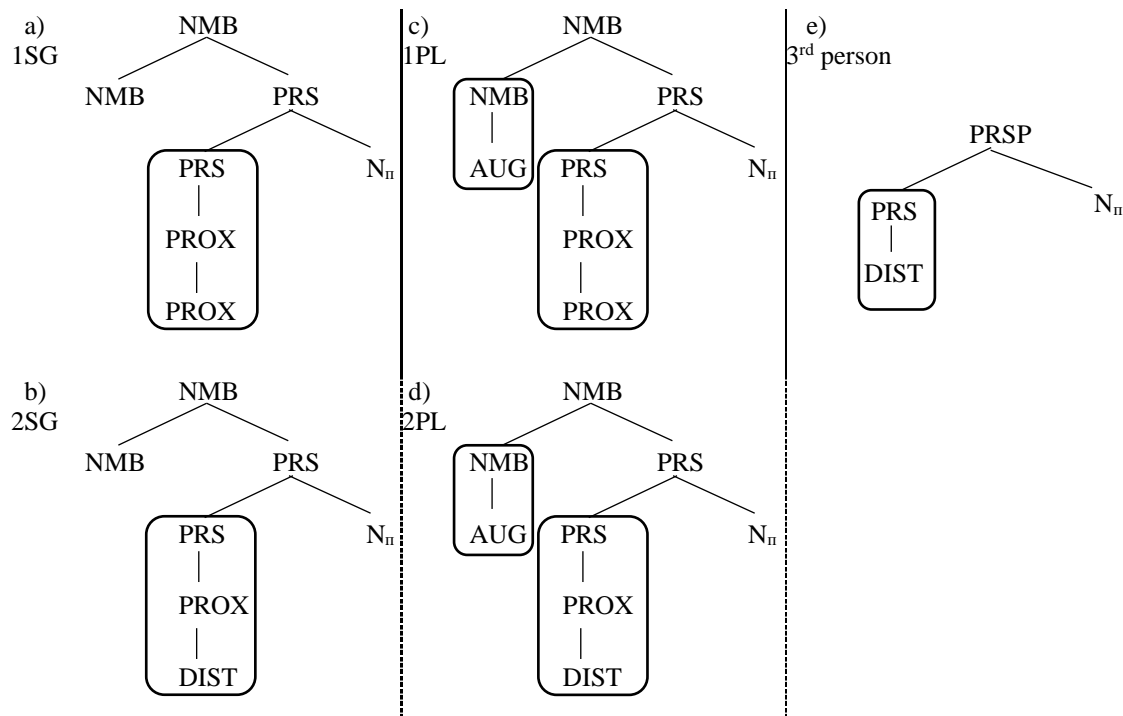 a)
1SG
NMB
NMB PRS
PRS Nπ
PROX
PROX
b)
2SG
NMB
NMB PRS
PRS Nπ
PROX
DIST
c)
1PL
NMB
NMB PRS
AUG PRS Nπ
PROX
PROX
d)
2PL
NMB
NMB PRS
AUG PRS Nπ
PROX
DIST
e)
3rd person
PRSP
PRS Nπ
DIST